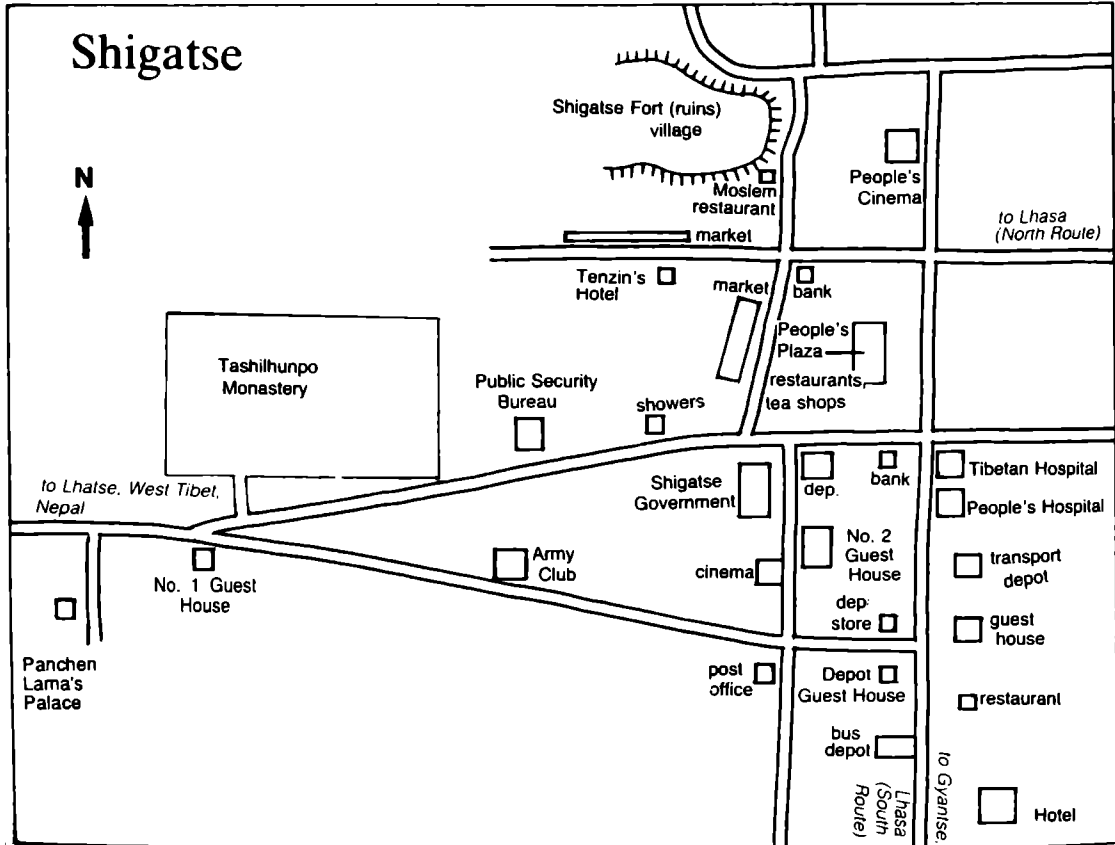 Shigatse
Shigatse Fort (ruins)
village
N
Moslem
restaurant
People's
Cinema
to Lhasa
(North Route)
market
Tenzin's
Hotel
market
bank
People's
Plaza
restaurants,
tea shops
Tashilhunpo
Monastery
Public Security
Bureau
showers
to Lhatse, West Tibet,
Nepal
Shigatse
Government
dep.
bank
Tibetan Hospital
People's Hospital
No. 1 Guest
House
Army
Club
cinema
No. 2
Guest
House
transport
depot
dep.
store
guest
house
Panchen
Lama's
Palace
post
office
Depot
Guest House
restaurant
bus
depot
to Gyantse,
Lhasa
(South
Route)
Hotel